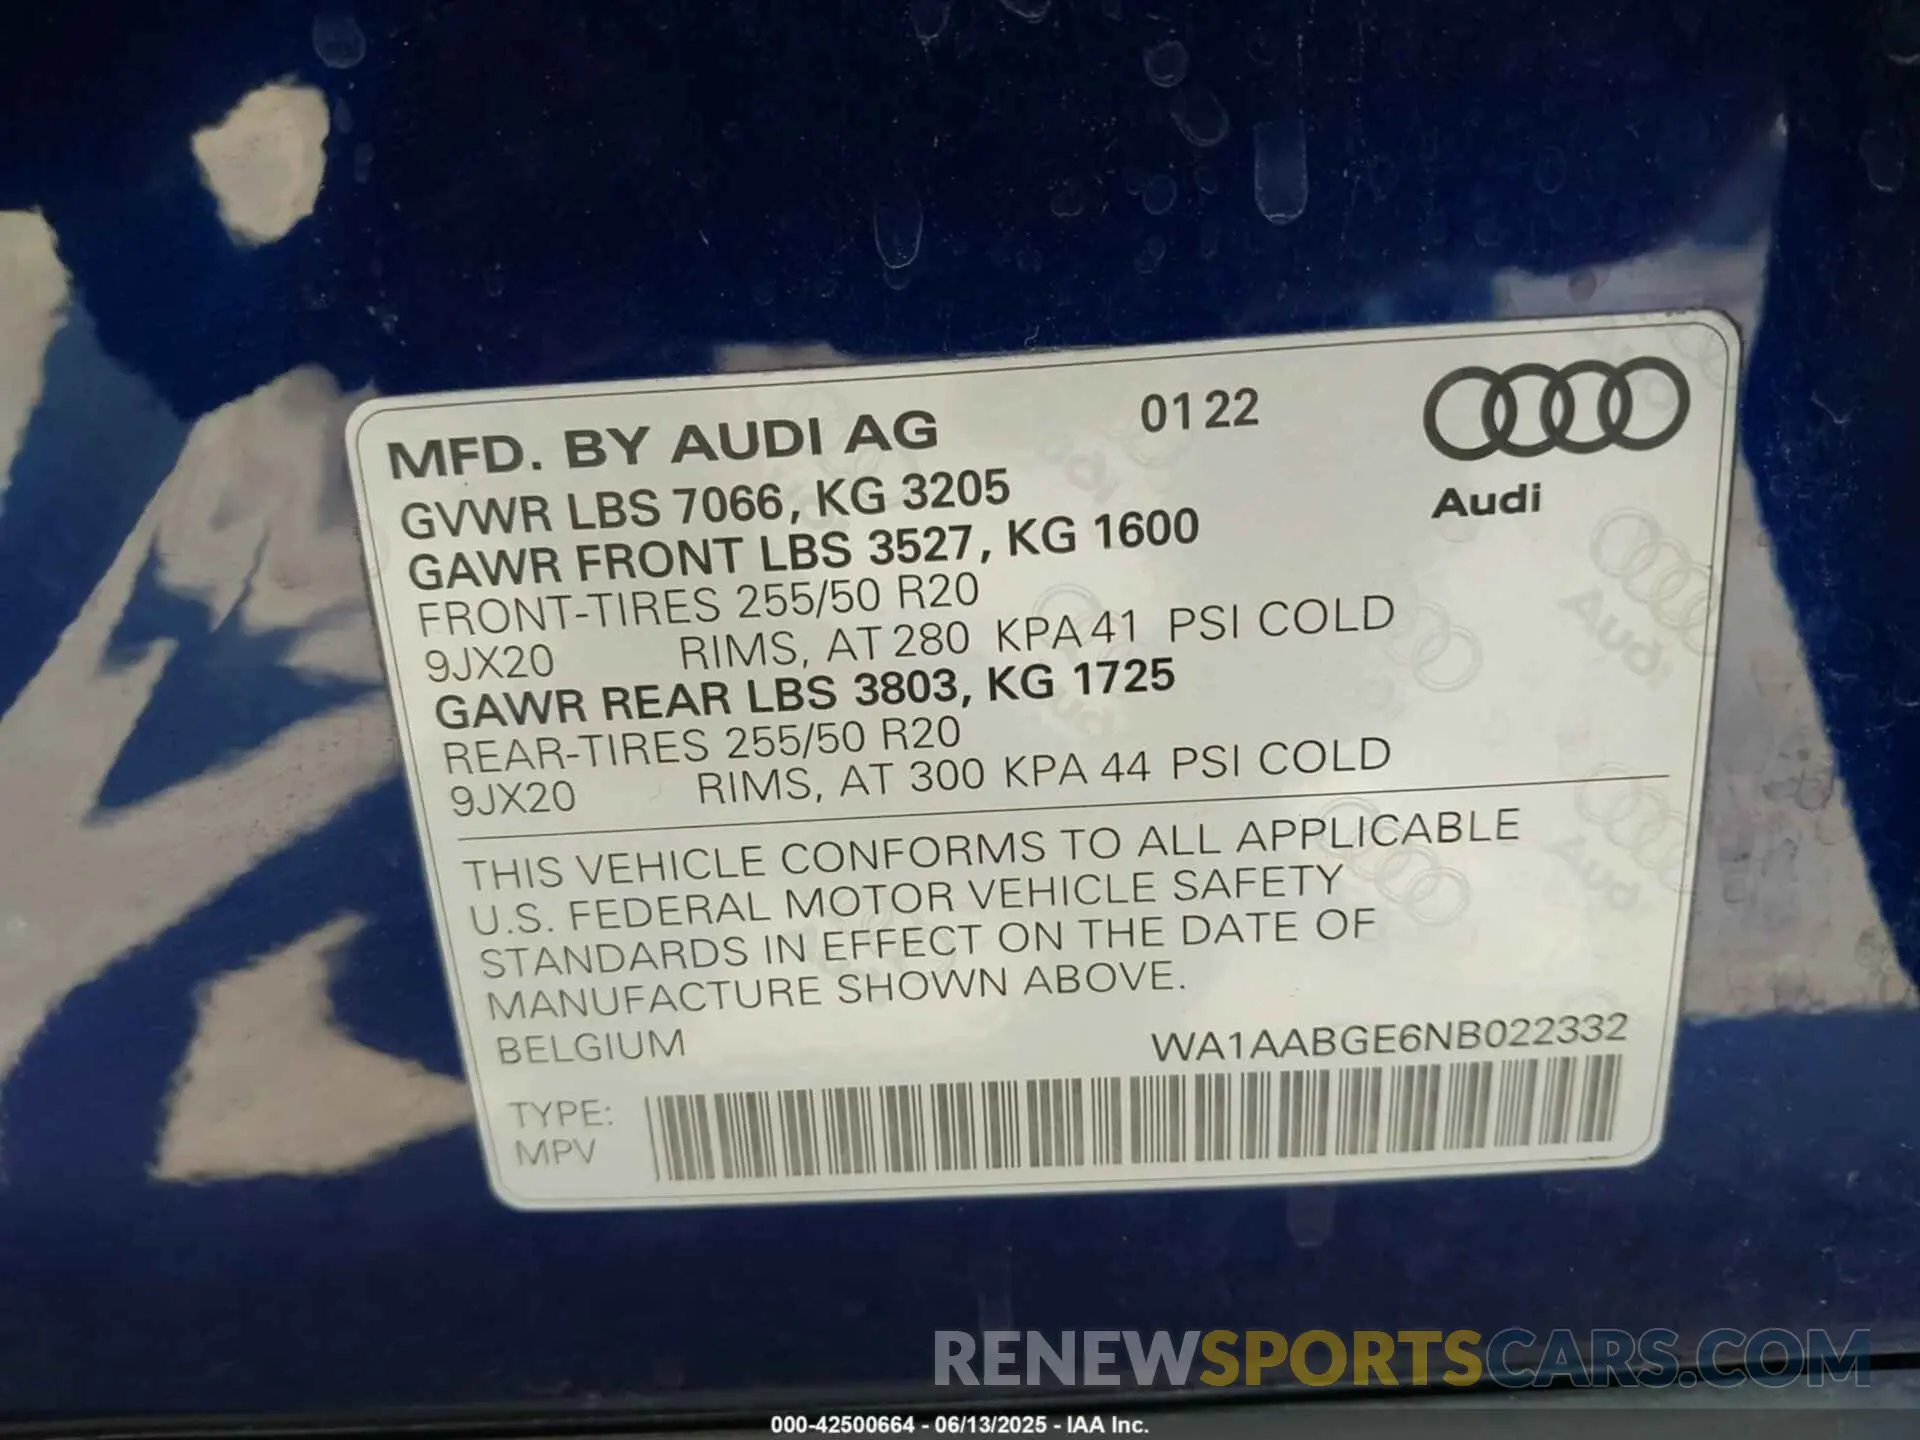 MFD. BY AUDI AG 0122
GVWR LBS 7066, KG 3205
GAWR FRONT LBS 3527, KG 1600
FRONT-TIRES 255/50 R20
9JX20 RIMS, AT 280 KPA 41 PSI COLD
GAWR REAR LBS 3803, KG 1725
REAR-TIRES 255/50 R20
9JX20 RIMS, AT 300 KPA 44 PSI COLD
Audi
THIS VEHICLE CONFORMS TO ALL APPLICABLE
U.S. FEDERAL MOTOR VEHICLE SAFETY
STANDARDS IN EFFECT ON THE DATE OF
MANUFACTURE SHOWN ABOVE.
BELGIUM WA1AABGE6NB022332
TYPE:
MPV
RENEWSPORTSCARS.COM
000-42500664 - 06/13/2025 - IAA Inc.